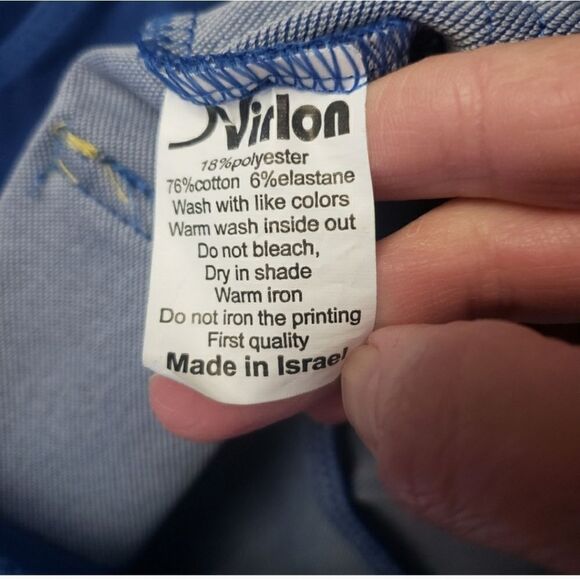 Nirlon
18%polyester
76%cotton 6%elastane
Wash with like colors
Warm wash inside out
Do not bleach,
Dry in shade
Warm iron
Do not iron the printing
First quality
Made in Israel